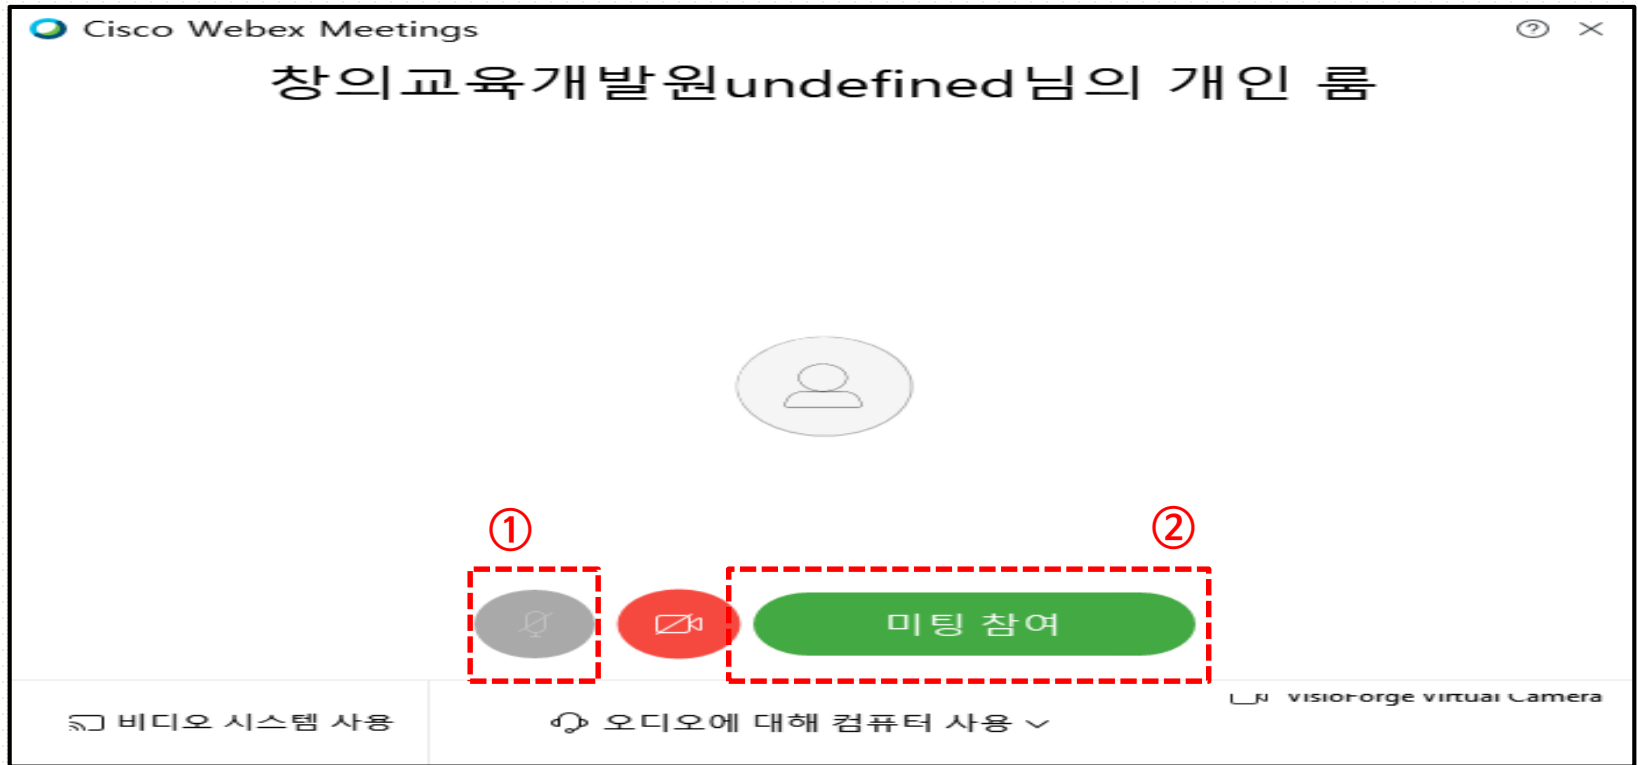 Cisco Webex Meetings
창의교육개발원undefined님의 개인 룸
① ②
미팅 참여
비디오 시스템 사용
오디오에 대해 컴퓨터 사용
VisioForge Virtual Camera